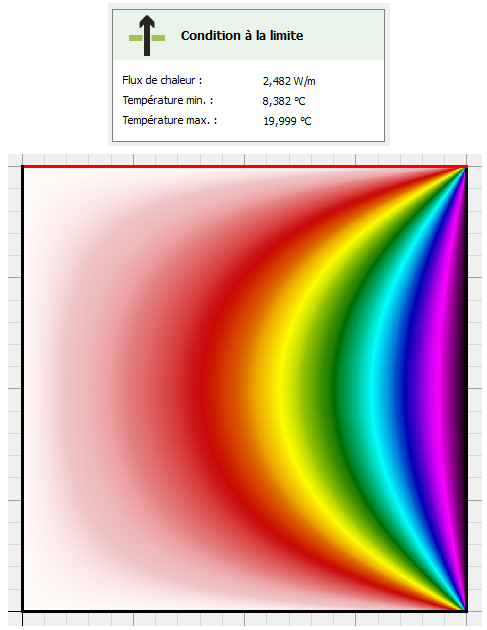 Condition à la limite
Flux de chaleur : 2,482 W/m
Température min. : 8,382 °C
Température max. : 19,999 °C